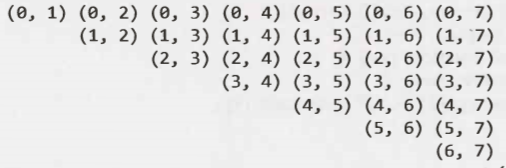 (0, 1) (0, 2) (0, 3) (0, 4) (0, 5) (0, 6) (0, 7)
(1, 2) (1, 3) (1, 4) (1, 5) (1, 6) (1, 7)
(2, 3) (2, 4) (2, 5) (2, 6) (2, 7)
(3, 4) (3, 5) (3, 6) (3, 7)
(4, 5) (4, 6) (4, 7)
(5, 6) (5, 7)
(6, 7)